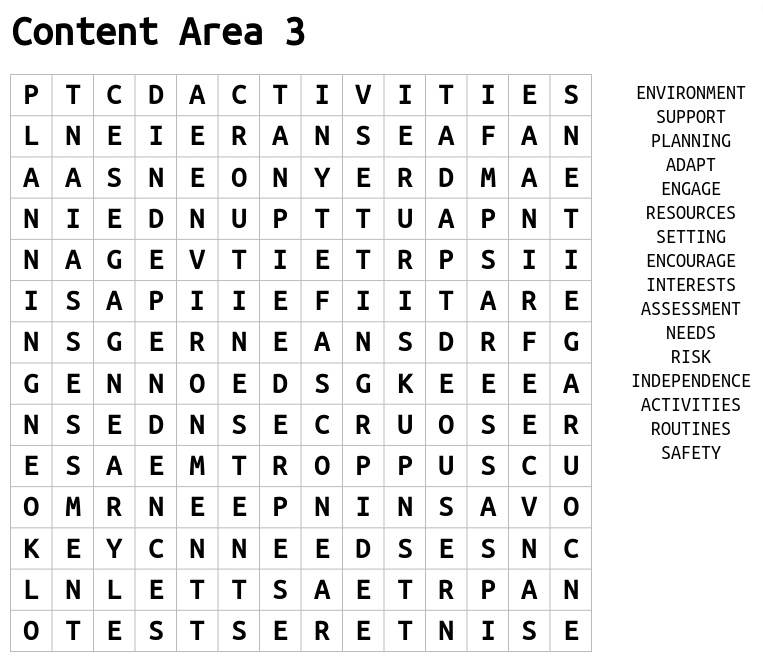 Content Area 3
P T C D A C T I V I T I E S
L N E I E R A N S E A F A N
A A S N E O N Y E R D M A E
N I E D N U P T T U A P N T
N A G E V T I E T R P S I I
I S A P I I E F I I T A R E
N S G E R N E A N S D R F G
G E N N O E D S G K E E E A
N S E D N S E C R U O S E R
E S A E M T R O P P U S C U
O M R N E E P N I N S A V O
K E Y C N N E E D S E S N C
L N L E T T S A E T R P A N
O T E S T S E R E T N I S E
ENVIRONMENT
SUPPORT
PLANNING
ADAPT
ENGAGE
RESOURCES
SETTING
ENCOURAGE
INTERESTS
ASSESSMENT
NEEDS
RISK
INDEPENDENCE
ACTIVITIES
ROUTINES
SAFETY